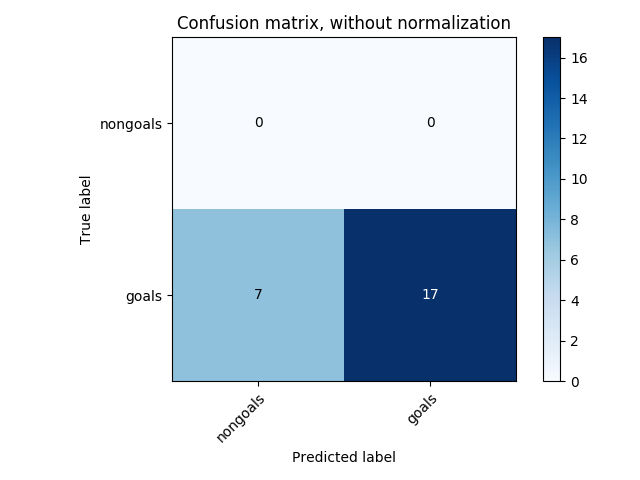 Confusion matrix, without normalization
True label
nongoals
goals
0 0
7 17
nongoals goals
Predicted label
16
14
12
10
8
6
4
2
0